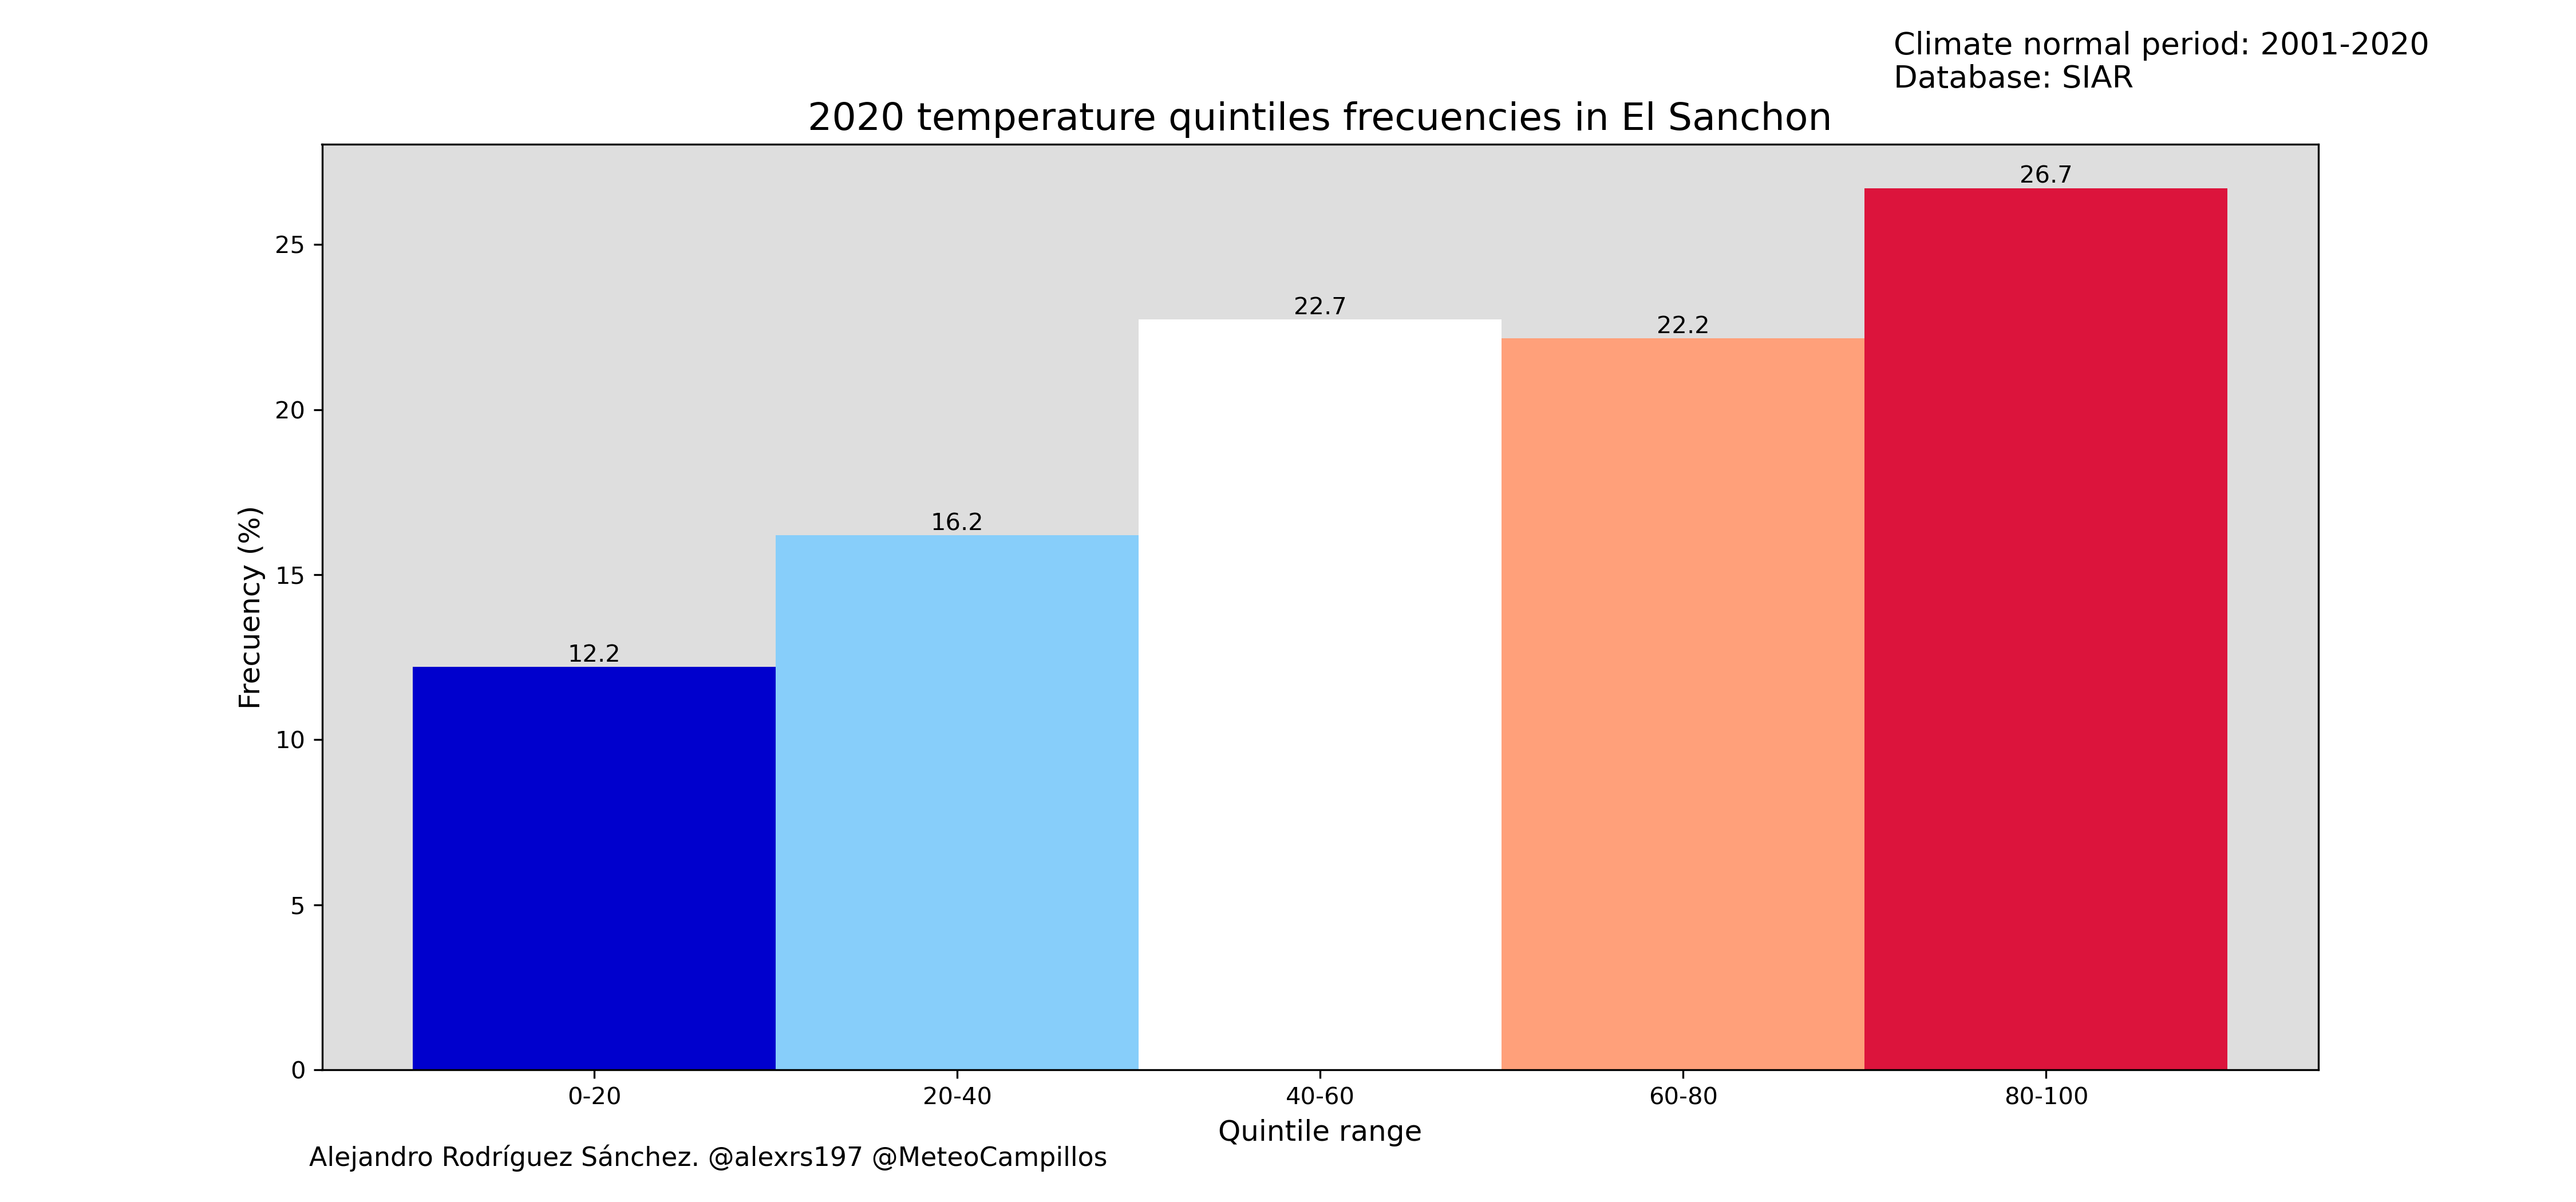 Climate normal period: 2001-2020
Database: SIAR
2020 temperature quintiles frecuencies in El Sanchon
26.7
25
22.7
22.2
20
16.2
Frecuency (%)
15
12.2
10
5
0
0-20 20-40 40-60 60-80 80-100
Quintile range
Alejandro Rodríguez Sánchez. @alexrs197 @MeteoCampillos